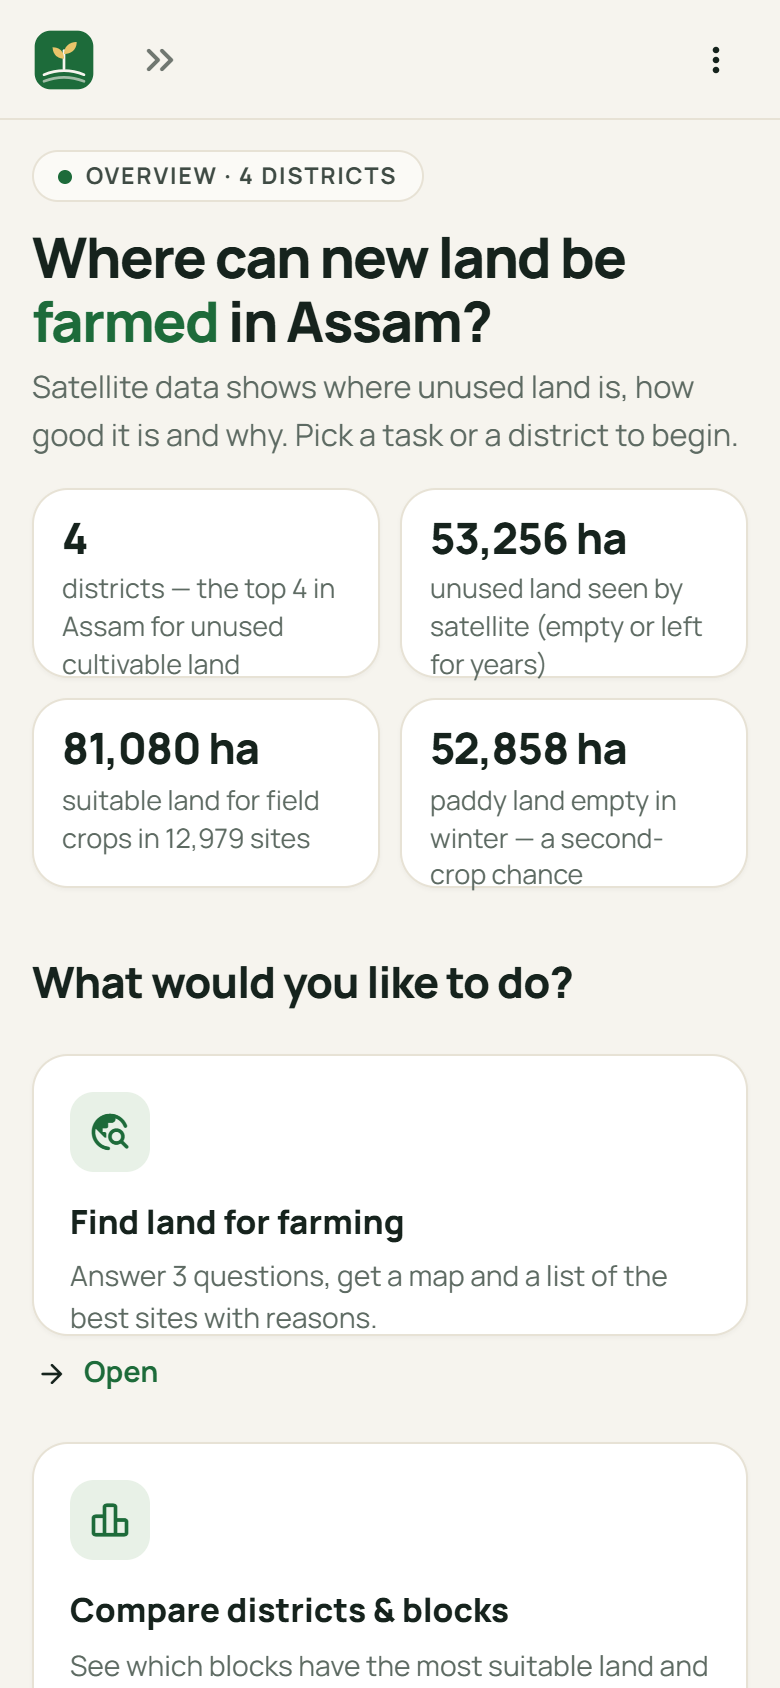 OVERVIEW · 4 DISTRICTS
Where can new land be
farmed in Assam?
Satellite data shows where unused land is, how
good it is and why. Pick a task or a district to begin.
4
districts — the top 4 in
Assam for unused
cultivable land
53,256 ha
unused land seen by
satellite (empty or left
for years)
81,080 ha
suitable land for field
crops in 12,979 sites
52,858 ha
paddy land empty in
winter — a second-
crop chance
What would you like to do?
Find land for farming
Answer 3 questions, get a map and a list of the
best sites with reasons.
Open
Compare districts & blocks
See which blocks have the most suitable land and